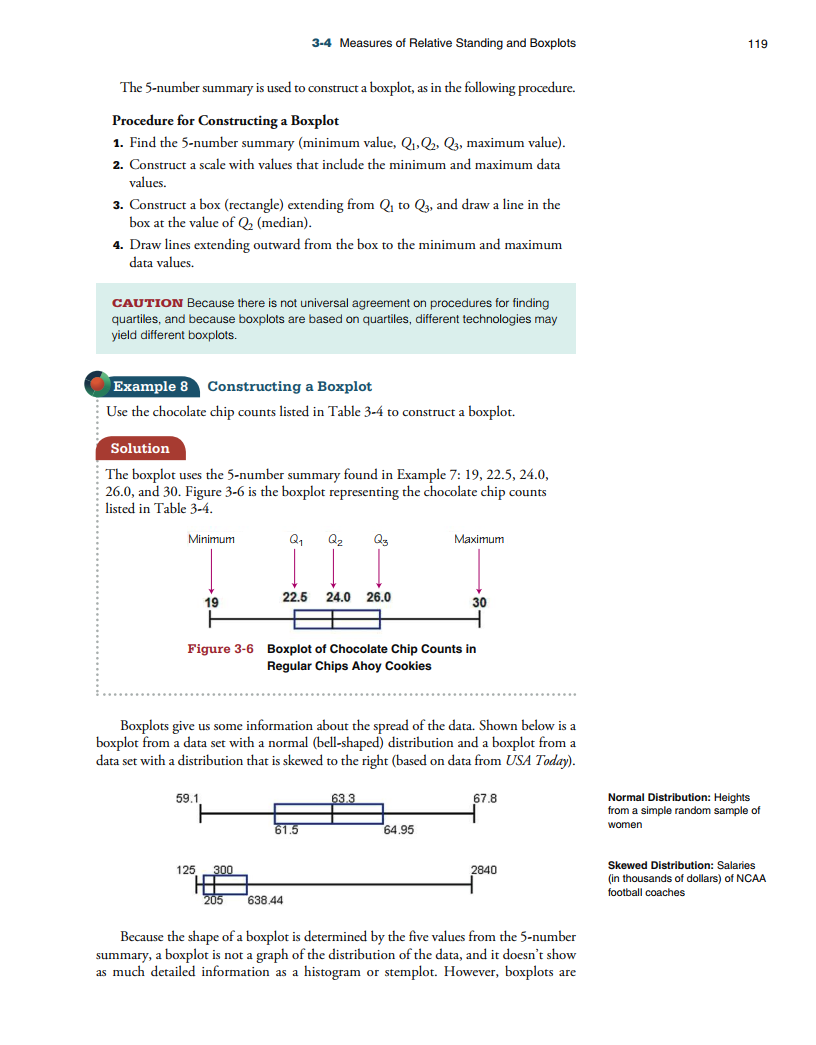 3-4 Measures of Relative Standing and Boxplots
119
The 5-number summary is used to construct a boxplot, as in the following procedure.
Procedure for Constructing a Boxplot
1. Find the 5-number summary (minimum value, Q₁,Q₂, Q₃, maximum value).
2. Construct a scale with values that include the minimum and maximum data
values.
3. Construct a box (rectangle) extending from Q₁ to Q₃, and draw a line in the
box at the value of Q₂ (median).
4. Draw lines extending outward from the box to the minimum and maximum
data values.
CAUTION Because there is not universal agreement on procedures for finding
quartiles, and because boxplots are based on quartiles, different technologies may
yield different boxplots.
Example 8 Constructing a Boxplot
Use the chocolate chip counts listed in Table 3-4 to construct a boxplot.
Solution
The boxplot uses the 5-number summary found in Example 7: 19, 22.5, 24.0,
26.0, and 30. Figure 3-6 is the boxplot representing the chocolate chip counts
listed in Table 3-4.
Minimum Q₁ Q₂ Q₃ Maximum
19 22.5 24.0 26.0 30
Figure 3-6 Boxplot of Chocolate Chip Counts in
Regular Chips Ahoy Cookies
Boxplots give us some information about the spread of the data. Shown below is a
boxplot from a data set with a normal (bell-shaped) distribution and a boxplot from a
data set with a distribution that is skewed to the right (based on data from USA Today).
59.1 63.3 67.8
61.5 64.95
Normal Distribution: Heights
from a simple random sample of
women
125 300 2840
205 638.44
Skewed Distribution: Salaries
(in thousands of dollars) of NCAA
football coaches
Because the shape of a boxplot is determined by the five values from the 5-number
summary, a boxplot is not a graph of the distribution of the data, and it doesn't show
as much detailed information as a histogram or stemplot. However, boxplots are